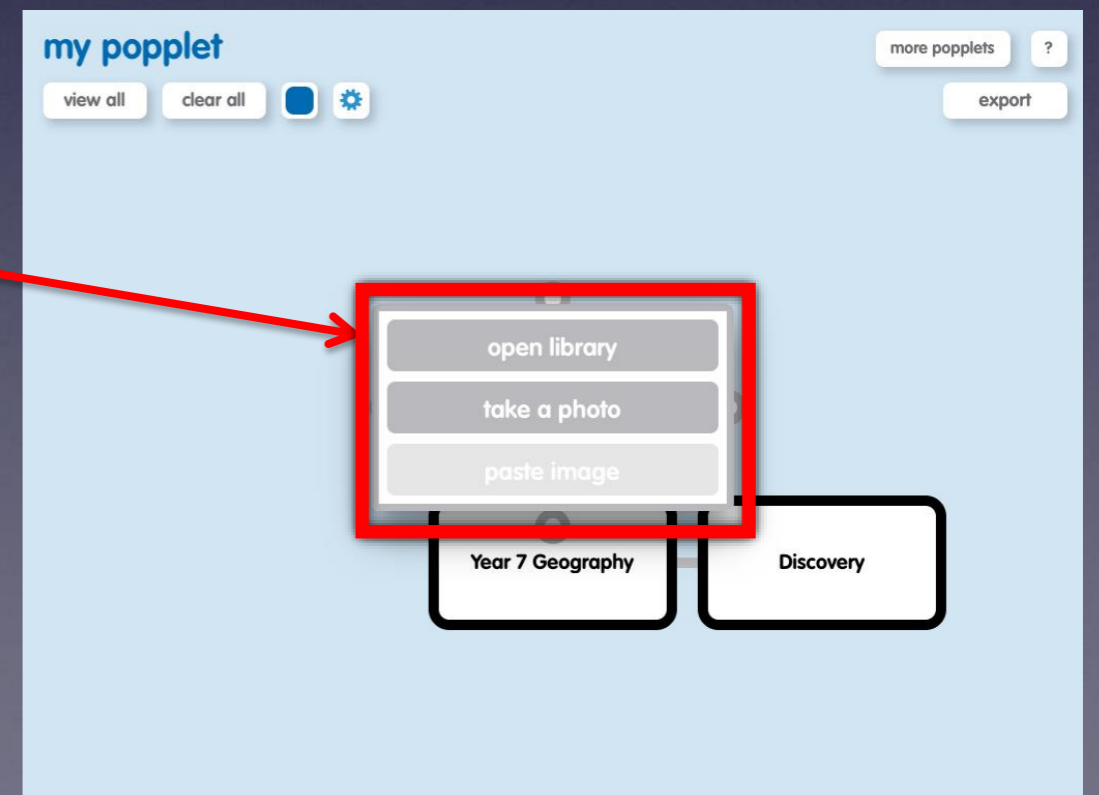 my popplet
more popplets
?
view all
clear all
export
open library
take a photo
paste image
Year 7 Geography
Discovery